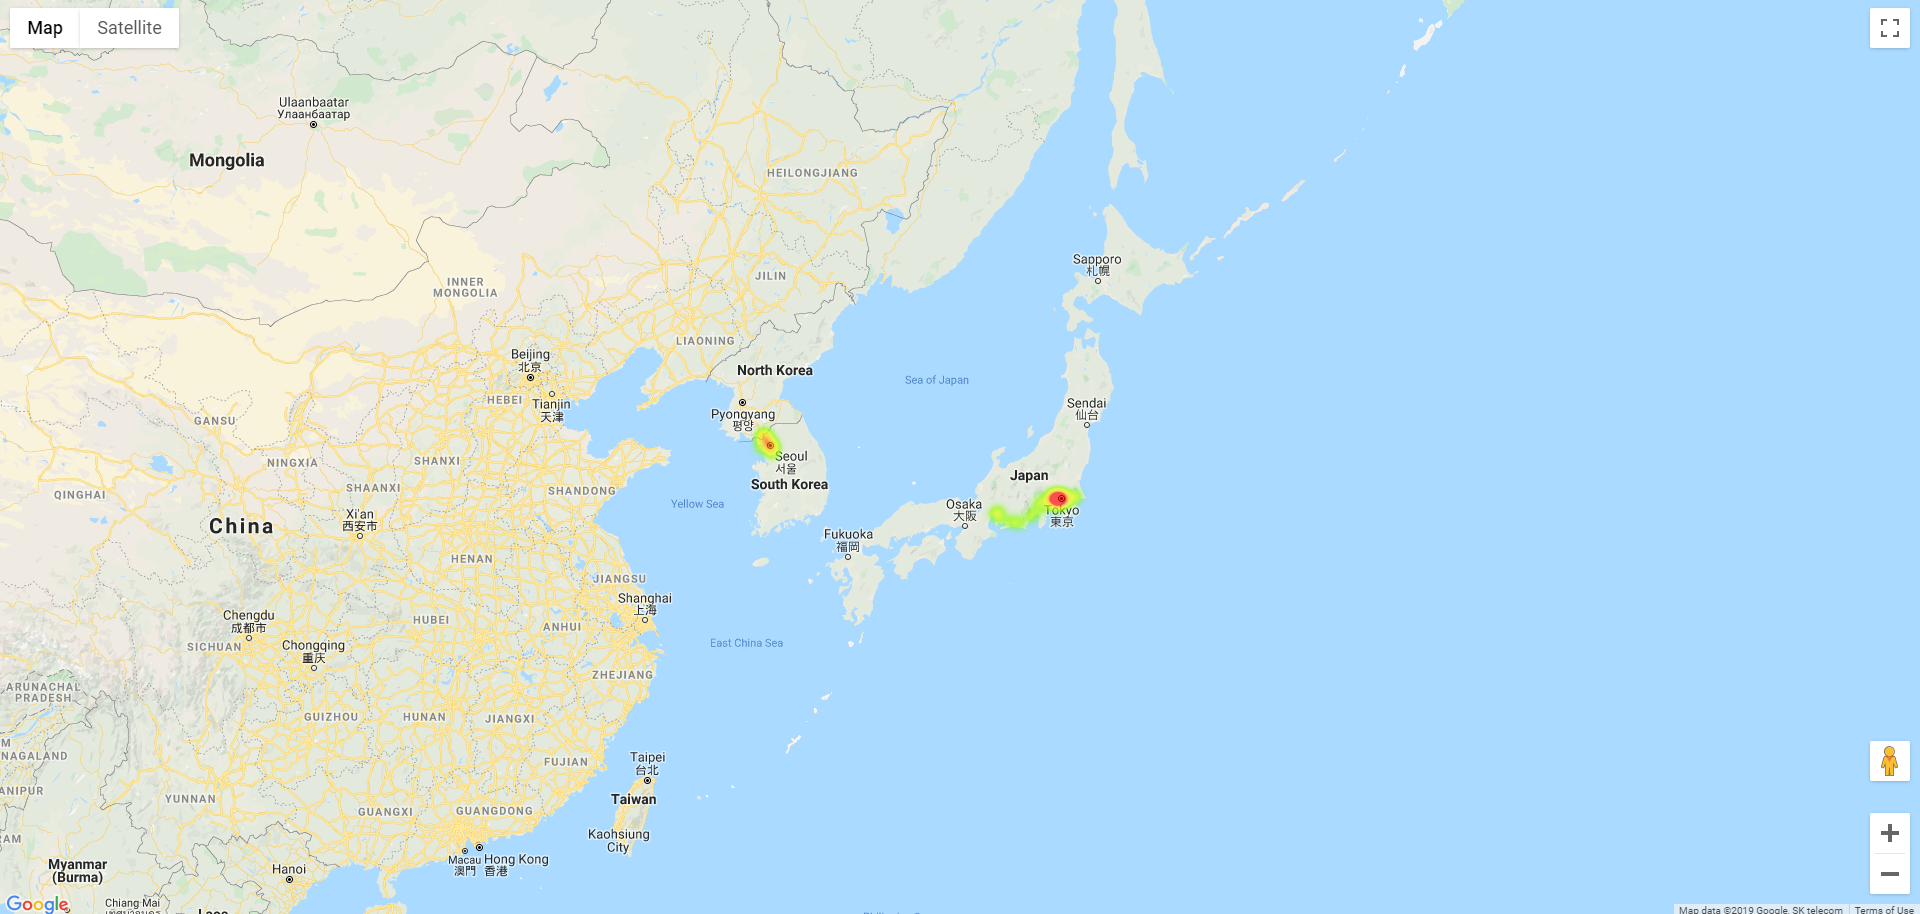 Map
Satellite
Ulaanbaatar
Улаанбаатар
Mongolia
HEILONGJIANG
Sapporo
札幌
JILIN
INNER
MONGOLIA
LIAONING
Beijing
北京
North Korea
Sea of Japan
HEBEI
Tianjin
天津
Pyongyang
평양
Sendai
仙台
GANSU
Seoul
서울
NINGXIA
SHANXI
South Korea
Japan
QINGHAI
SHAANXI
SHANDONG
Yellow Sea
Osaka
大阪
Tokyo
東京
Xi'an
西安市
China
Fukuoka
福岡
HENAN
JIANGSU
Shanghai
上海
Chengdu
成都市
HUBEI
ANHUI
SICHUAN
Chongqing
重庆
East China Sea
ZHEJIANG
ARUNACHAL
PRADESH
GUIZHOU
HUNAN
JIANGXI
NAGALAND
FUJIAN
Taipei
台北
ANIPUR
YUNNAN
Taiwan
GUANGXI
GUANGDONG
Kaohsiung
City
Macau
澳門
Hong Kong
香港
Myanmar
(Burma)
Hanoi
Chiang Mai
Google
Map data ©2019 Google, SK telecom
Terms of Use